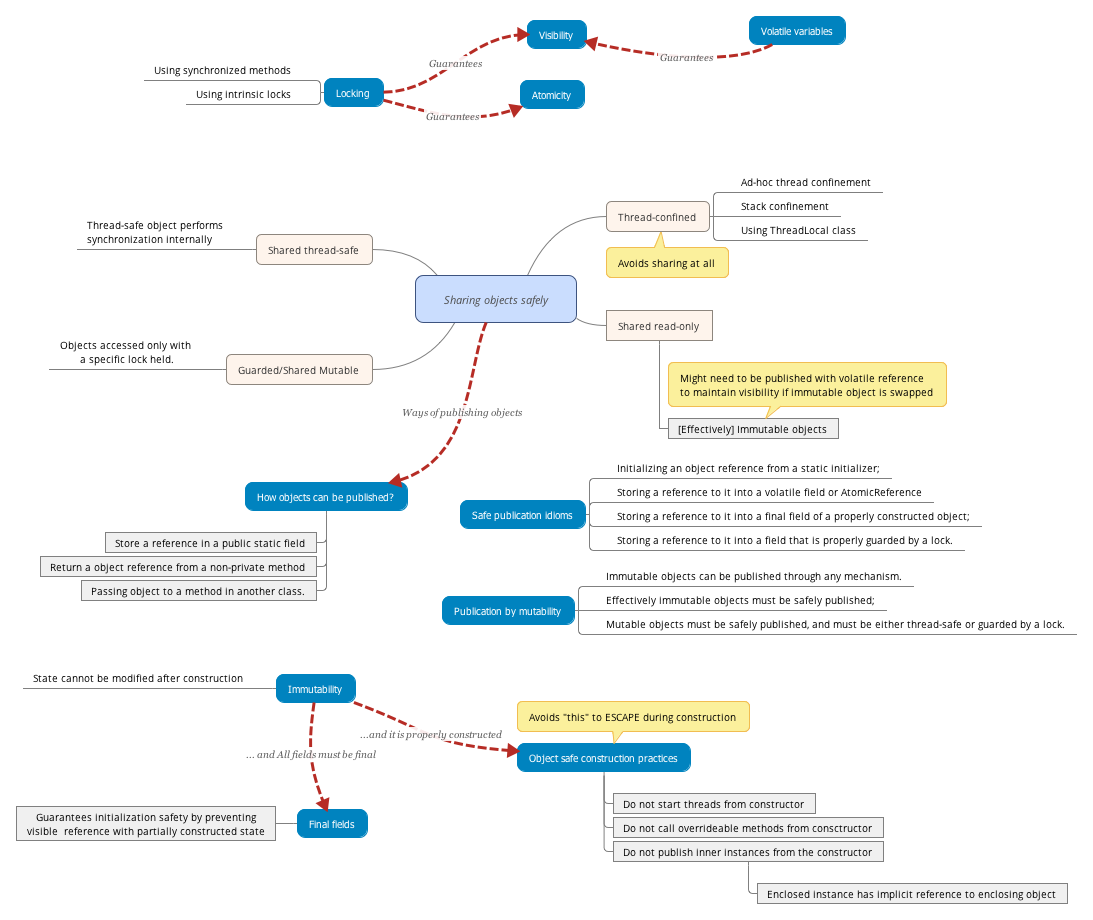 Visibility
Volatile variables
Guarantees
Guarantees
Using synchronized methods
Using intrinsic locks
Locking
Atomicity
Guarantees
Ad-hoc thread confinement
Stack confinement
Using ThreadLocal class
Thread-confined
Avoids sharing at all
Thread-safe object performs
synchronization internally
Shared thread-safe
Sharing objects safely
Shared read-only
Objects accessed only with
a specific lock held.
Guarded/Shared Mutable
Might need to be published with volatile reference
to maintain visibility if immutable object is swapped
[Effectively] Immutable objects
Ways of publishing objects
How objects can be published?
Store a reference in a public static field
Return a object reference from a non-private method
Passing object to a method in another class.
Safe publication idioms
Initializing an object reference from a static initializer;
Storing a reference to it into a volatile field or AtomicReference
Storing a reference to it into a final field of a properly constructed object;
Storing a reference to it into a field that is properly guarded by a lock.
Publication by mutability
Immutable objects can be published through any mechanism.
Effectively immutable objects must be safely published;
Mutable objects must be safely published, and must be either thread-safe or guarded by a lock.
State cannot be modified after construction
Immutability
...and it is properly constructed
... and All fields must be final
Guarantees initialization safety by preventing
visible  reference with partially constructed state
Final fields
Avoids "this" to ESCAPE during construction
Object safe construction practices
Do not start threads from constructor
Do not call overrideable methods from consctructor
Do not publish inner instances from the constructor
Enclosed instance has implicit reference to enclosing object